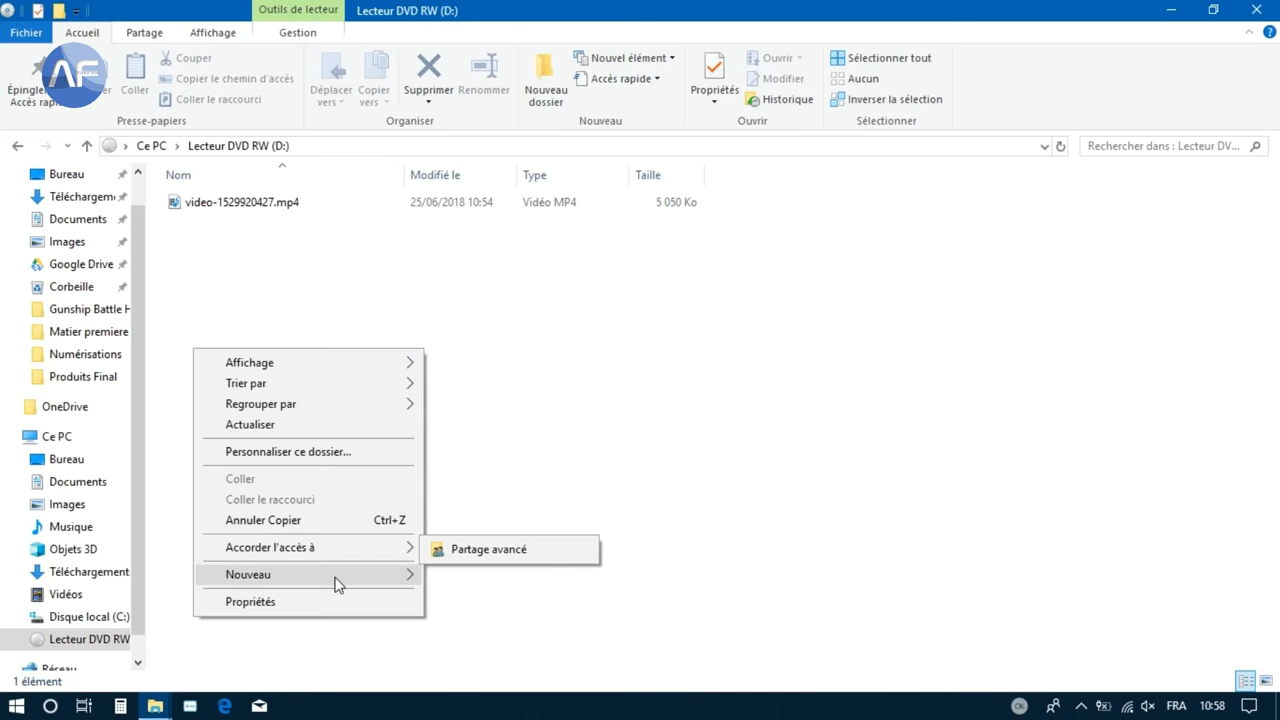 Outils de lecteur
Lecteur DVD RW (D:)
Fichier
Accueil
Partage
Affichage
Gestion
Accès rap
Coller
Couper
Copier le chemin d'accès
Coller le raccourci
Presse-papiers
Déplacer vers
Copier vers
Supprimer
Renommer
Organiser
Nouveau dossier
Nouvel élément
Accès rapide
Nouveau
Propriétés
Ouvrir
Modifier
Historique
Ouvrir
Sélectionner tout
Aucun
Inverser la sélection
Sélectionner
AF
Ce PC
Lecteur DVD RW (D:)
Rechercher dans : Lecteur DV...
Nom
Modifié le
Type
Taille
video-1529920427.mp4
25/06/2018 10:54
Vidéo MP4
5 050 Ko
Bureau
Téléchargem
Documents
Images
Google Drive
Corbeille
Gunship Battle H
Matier premiere
Numérisations
Produits Final
OneDrive
Ce PC
Bureau
Documents
Images
Musique
Objets 3D
Téléchargement
Vidéos
Disque local (C:)
Lecteur DVD RW
Réseau
Affichage
Trier par
Regrouper par
Actualiser
Personnaliser ce dossier...
Coller
Coller le raccourci
Annuler Copier Ctrl+Z
Accorder l'accès à
Partage avancé
Nouveau
Propriétés
1 élément
FRA
10:58